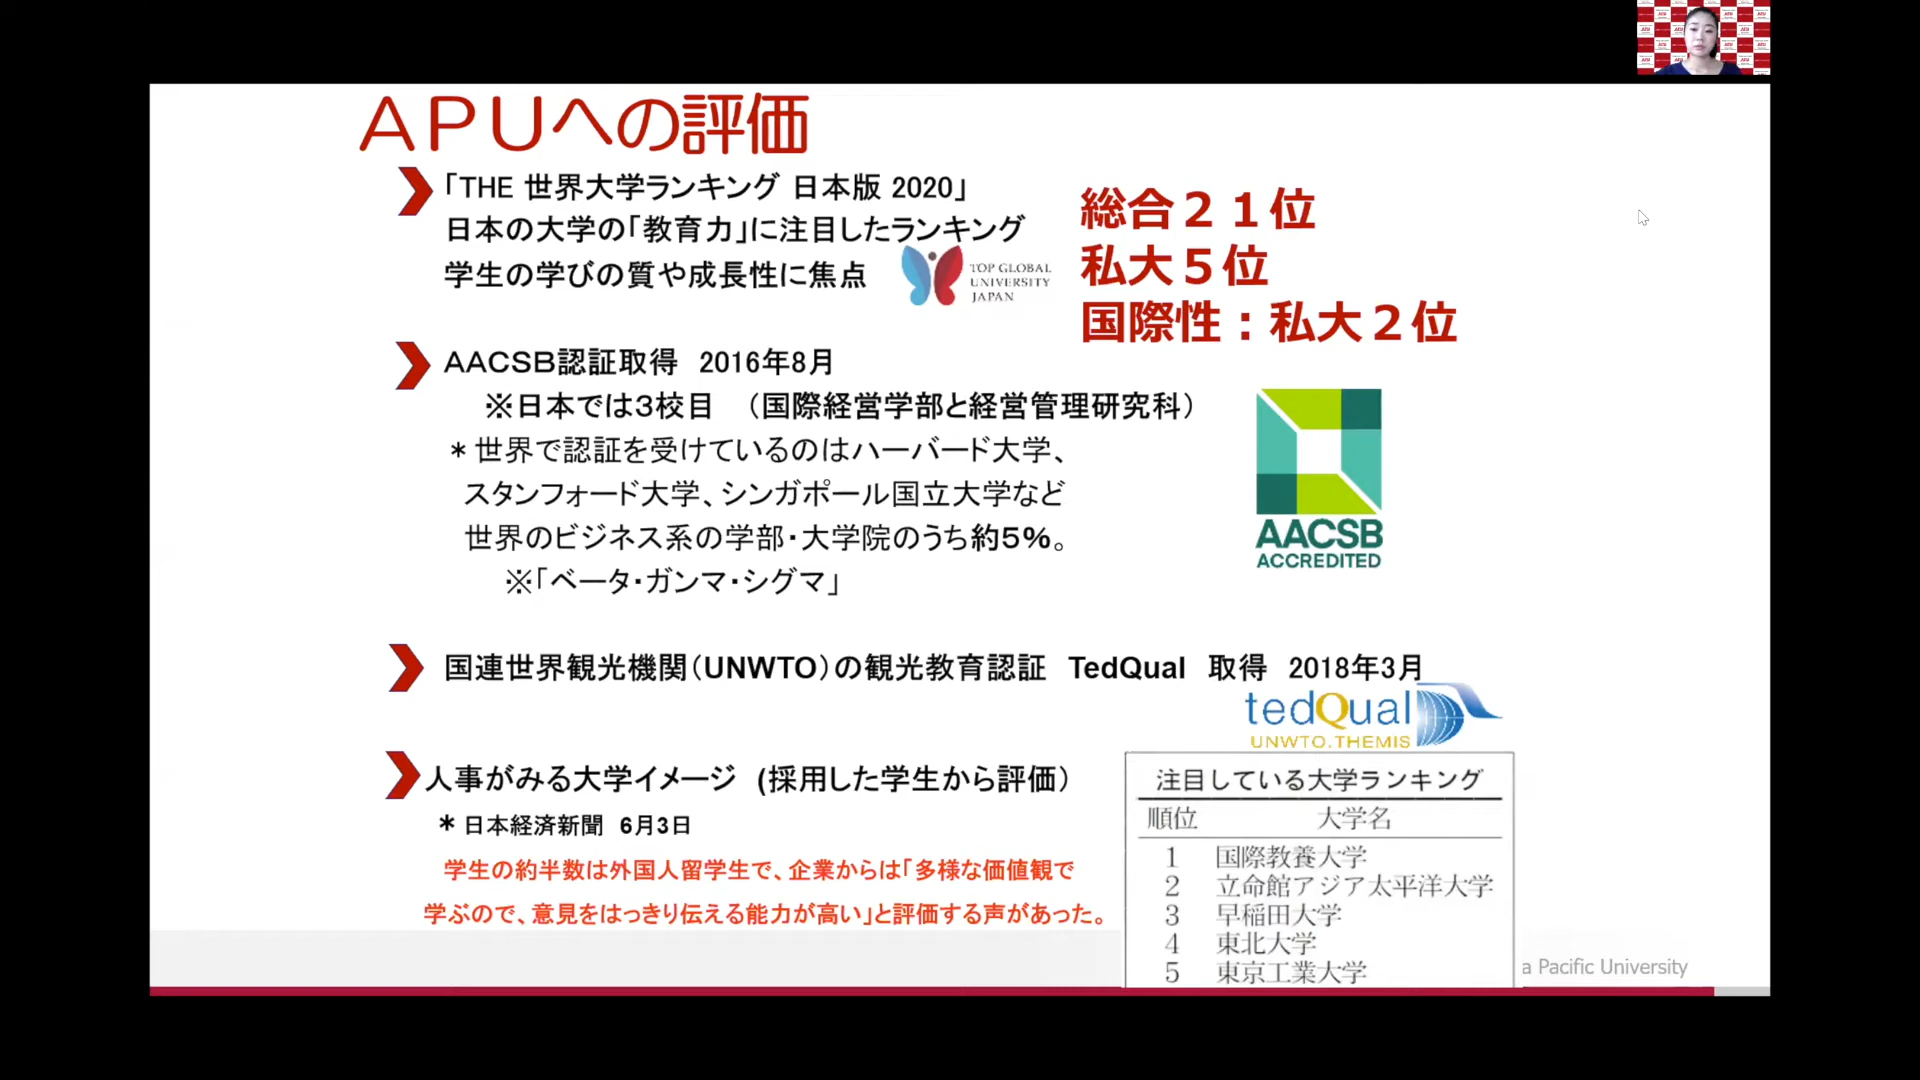 ＡＰＵへの評価
「THE 世界大学ランキング 日本版 2020」
日本の大学の「教育力」に注目したランキング
学生の学びの質や成長性に焦点
TOP GLOBAL
UNIVERSITY
JAPAN
総合２１位
私大５位
国際性：私大２位
AACSB認証取得　2016年8月
※日本では3校目　（国際経営学部と経営管理研究科）
＊世界で認証を受けているのはハーバード大学、
スタンフォード大学、シンガポール国立大学など
世界のビジネス系の学部・大学院のうち約5%。
※「ベータ・ガンマ・シグマ」
AACSB
ACCREDITED
国連世界観光機関（UNWTO）の観光教育認証　TedQual　取得　2018年3月
tedQual
UNWTO.THEMIS
人事がみる大学イメージ　(採用した学生から評価）
＊日本経済新聞　6月3日
学生の約半数は外国人留学生で、企業からは「多様な価値観で
学ぶので、意見をはっきり伝える能力が高い」と評価する声があった。
注目している大学ランキング
順位　大学名
1　国際教養大学
2　立命館アジア太平洋大学
3　早稲田大学
4　東北大学
5　東京工業大学
a Pacific University